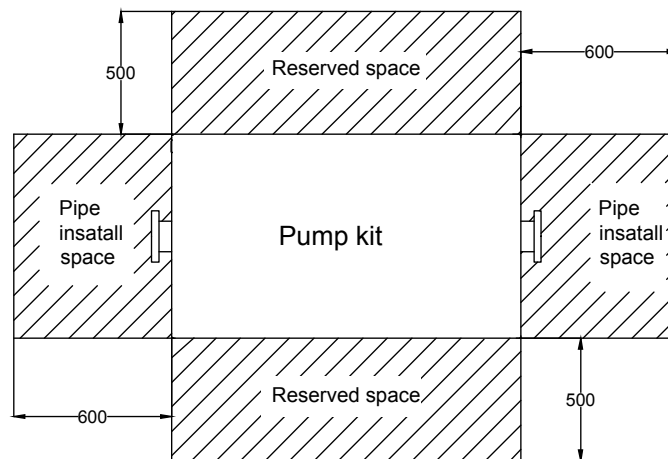 Reserved space
600
500
Pipe
insatall
space
Pump kit
Pipe
insatall
space
Reserved space
600
500